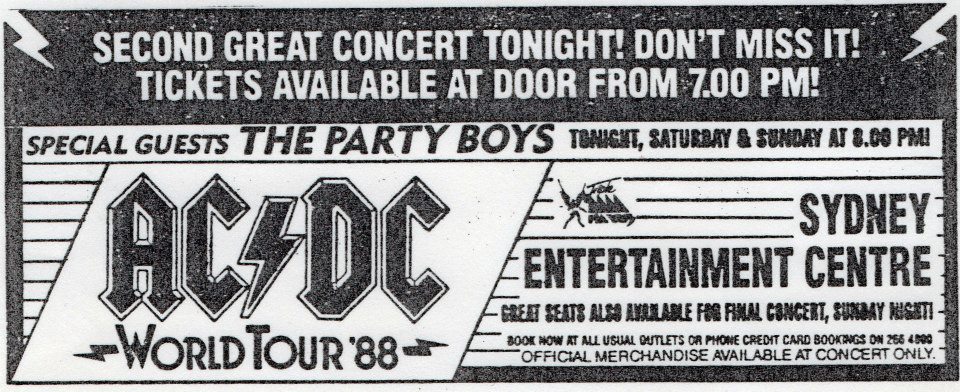 SECOND GREAT CONCERT TONIGHT! DON'T MISS IT!
TICKETS AVAILABLE AT DOOR FROM 7.00 PM!
SPECIAL GUESTS THE PARTY BOYS TONIGHT, SATURDAY & SUNDAY AT 8.00 PM!
AC/DC
WORLD TOUR '88
SYDNEY
ENTERTAINMENT CENTRE
GREAT SEATS ALSO AVAILABLE FOR FINAL CONCERT, SUNDAY NIGHT!
BOOK NOW AT ALL USUAL OUTLETS OR PHONE CREDIT CARD BOOKINGS ON 266
OFFICIAL MERCHANDISE AVAILABLE AT CONCERT ONLY.